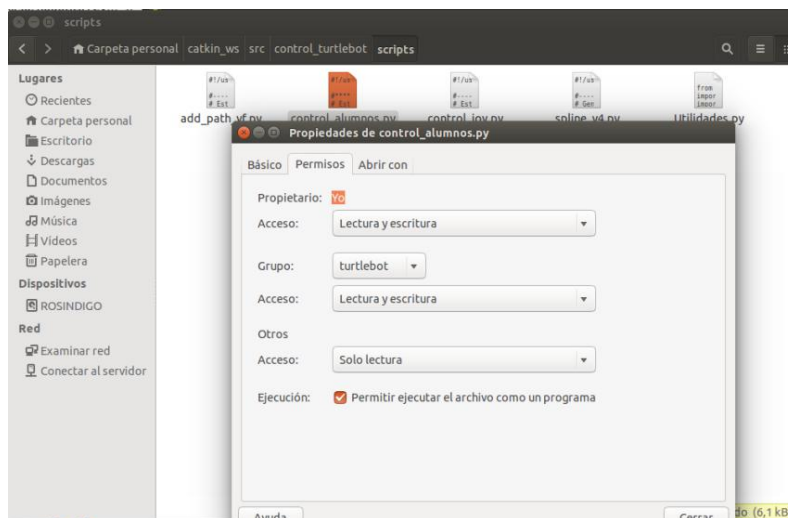 scripts
Carpeta personal catkin_ws src control_turtlebot scripts
Lugares
Recientes
Carpeta personal
Escritorio
Descargas
Documentos
Imágenes
Música
Vídeos
Papelera
Dispositivos
ROSINDIGO
Red
Examinar red
Conectar al servidor
add_path_vf.py control_alumnos.py control_joy.py spline_v4.py Utilidades.py
Propiedades de control_alumnos.py
Básico Permisos Abrir con
Propietario: Yo
Acceso: Lectura y escritura
Grupo: turtlebot
Acceso: Lectura y escritura
Otros
Acceso: Solo lectura
Ejecución: Permitir ejecutar el archivo como un programa
Ayuda Cerrar
do (6,1 kB